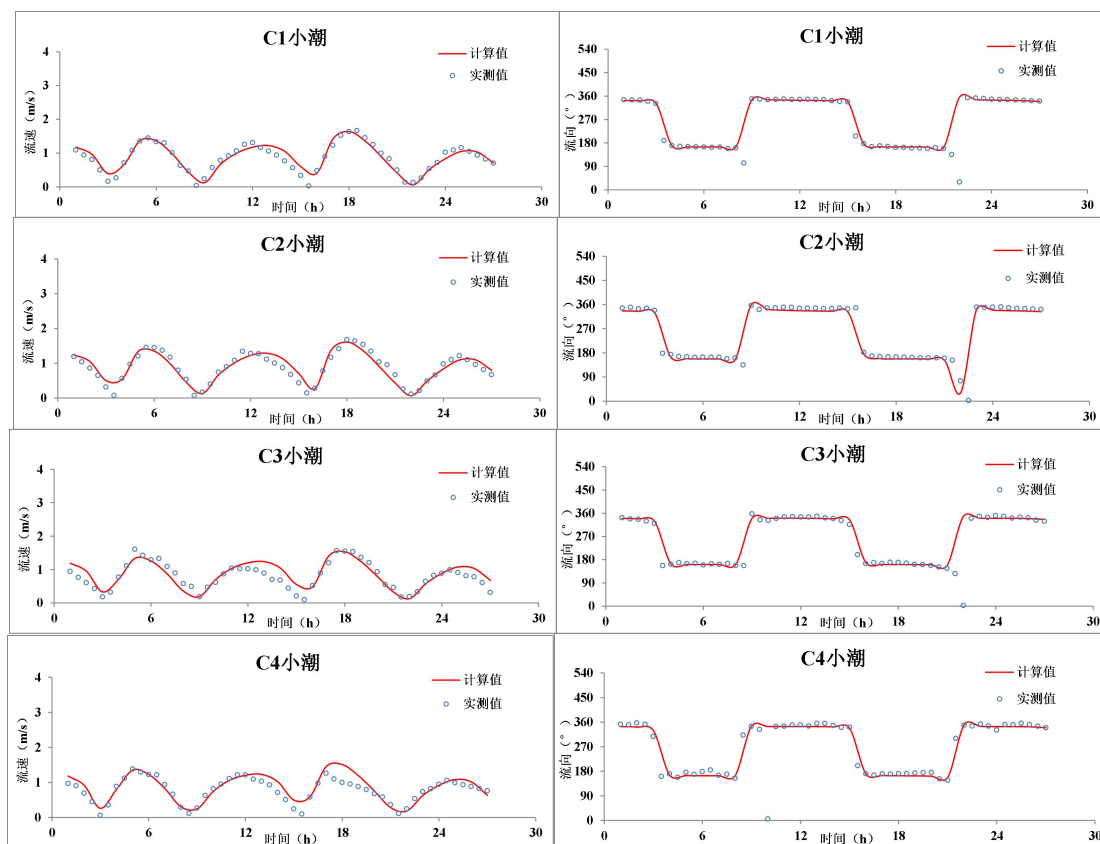 C1小潮
计算值
实测值
流速（m/s）
4
3
2
1
0
0 6 12 18 24 30
时间（h）
C1小潮
计算值
实测值
流向（°）
540
450
360
270
180
90
0
0 6 12 18 24 30
时间（h）
C2小潮
计算值
实测值
流速（m/s）
4
3
2
1
0
0 6 12 18 24 30
时间（h）
C2小潮
计算值
实测值
流向（°）
540
450
360
270
180
90
0
0 6 12 18 24 30
时间（h）
C3小潮
计算值
实测值
流速（m/s）
4
3
2
1
0
0 6 12 18 24 30
时间（h）
C3小潮
计算值
实测值
流向（°）
540
450
360
270
180
90
0
0 6 12 18 24 30
时间（h）
C4小潮
计算值
实测值
流速（m/s）
4
3
2
1
0
0 6 12 18 24 30
时间（h）
C4小潮
计算值
实测值
流向（°）
540
450
360
270
180
90
0
0 6 12 18 24 30
时间（h）